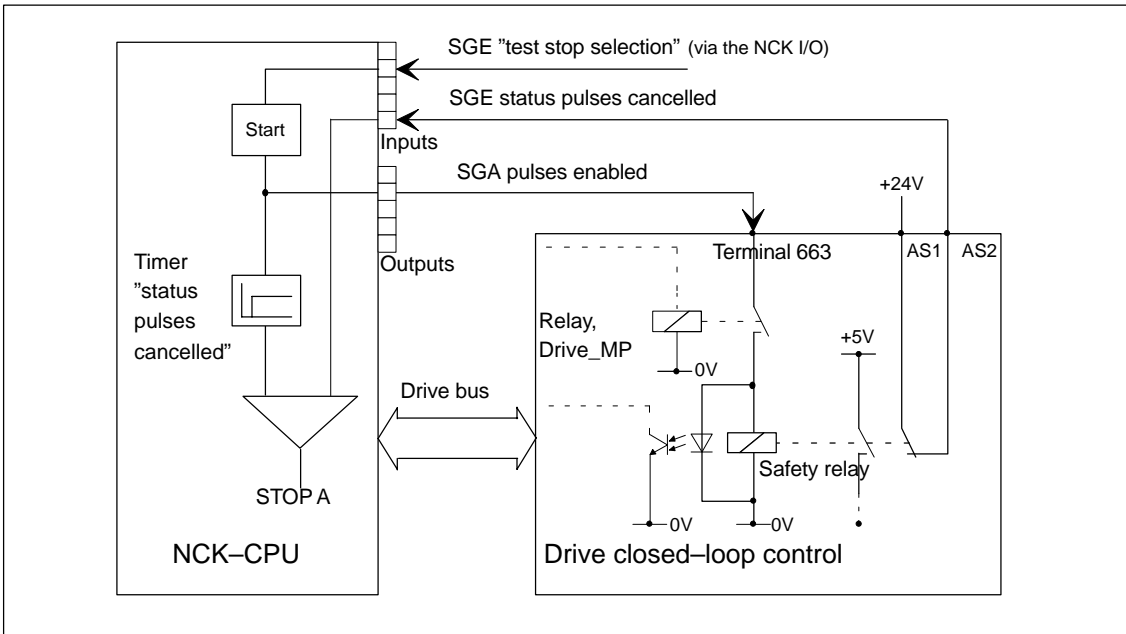 SGE ”test stop selection” (via the NCK I/O)
SGE status pulses cancelled
Start
Inputs
SGA pulses enabled
+24V
Terminal 663
AS1
AS2
Outputs
Timer
”status
pulses
cancelled”
Relay,
Drive_MP
+5V
0V
Drive bus
Safety relay
STOP A
0V
0V
NCK–CPU
Drive closed–loop control